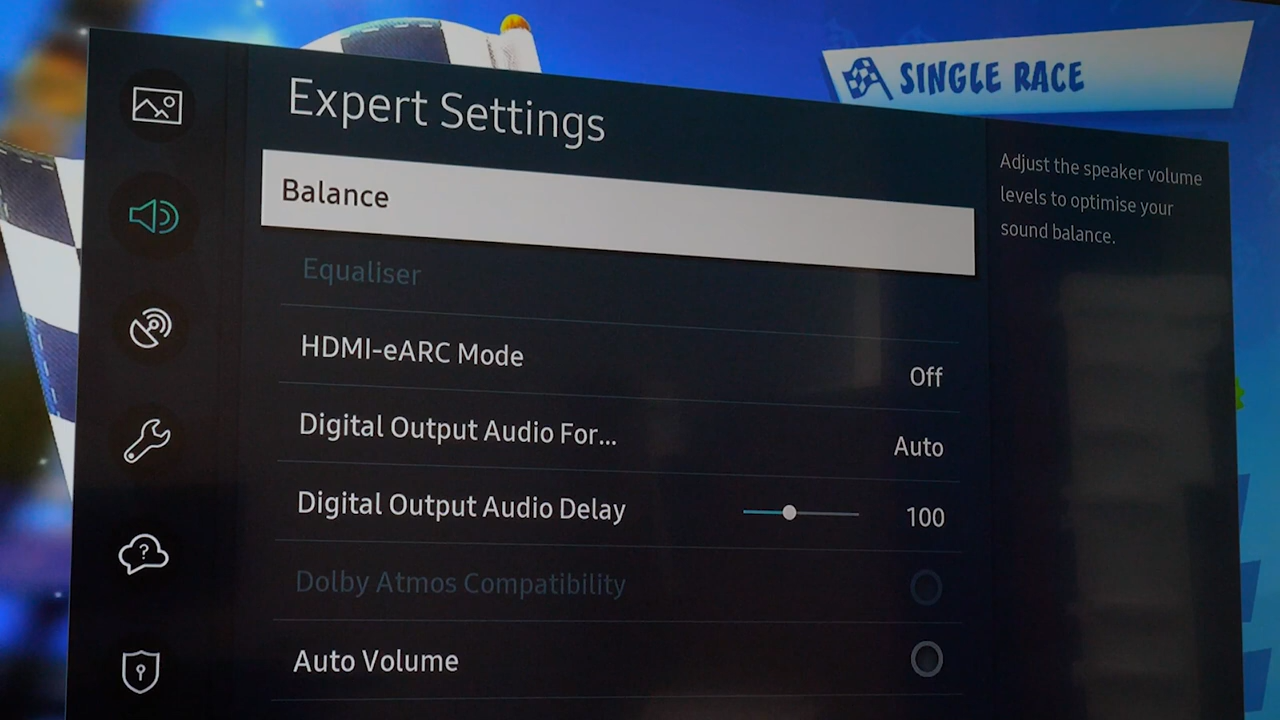 SINGLE RACE
Expert Settings
Balance
Adjust the speaker volume
levels to optimise your
sound balance.
Equaliser
HDMI-eARC Mode Off
Digital Output Audio For... Auto
Digital Output Audio Delay 100
Dolby Atmos Compatibility
Auto Volume
?